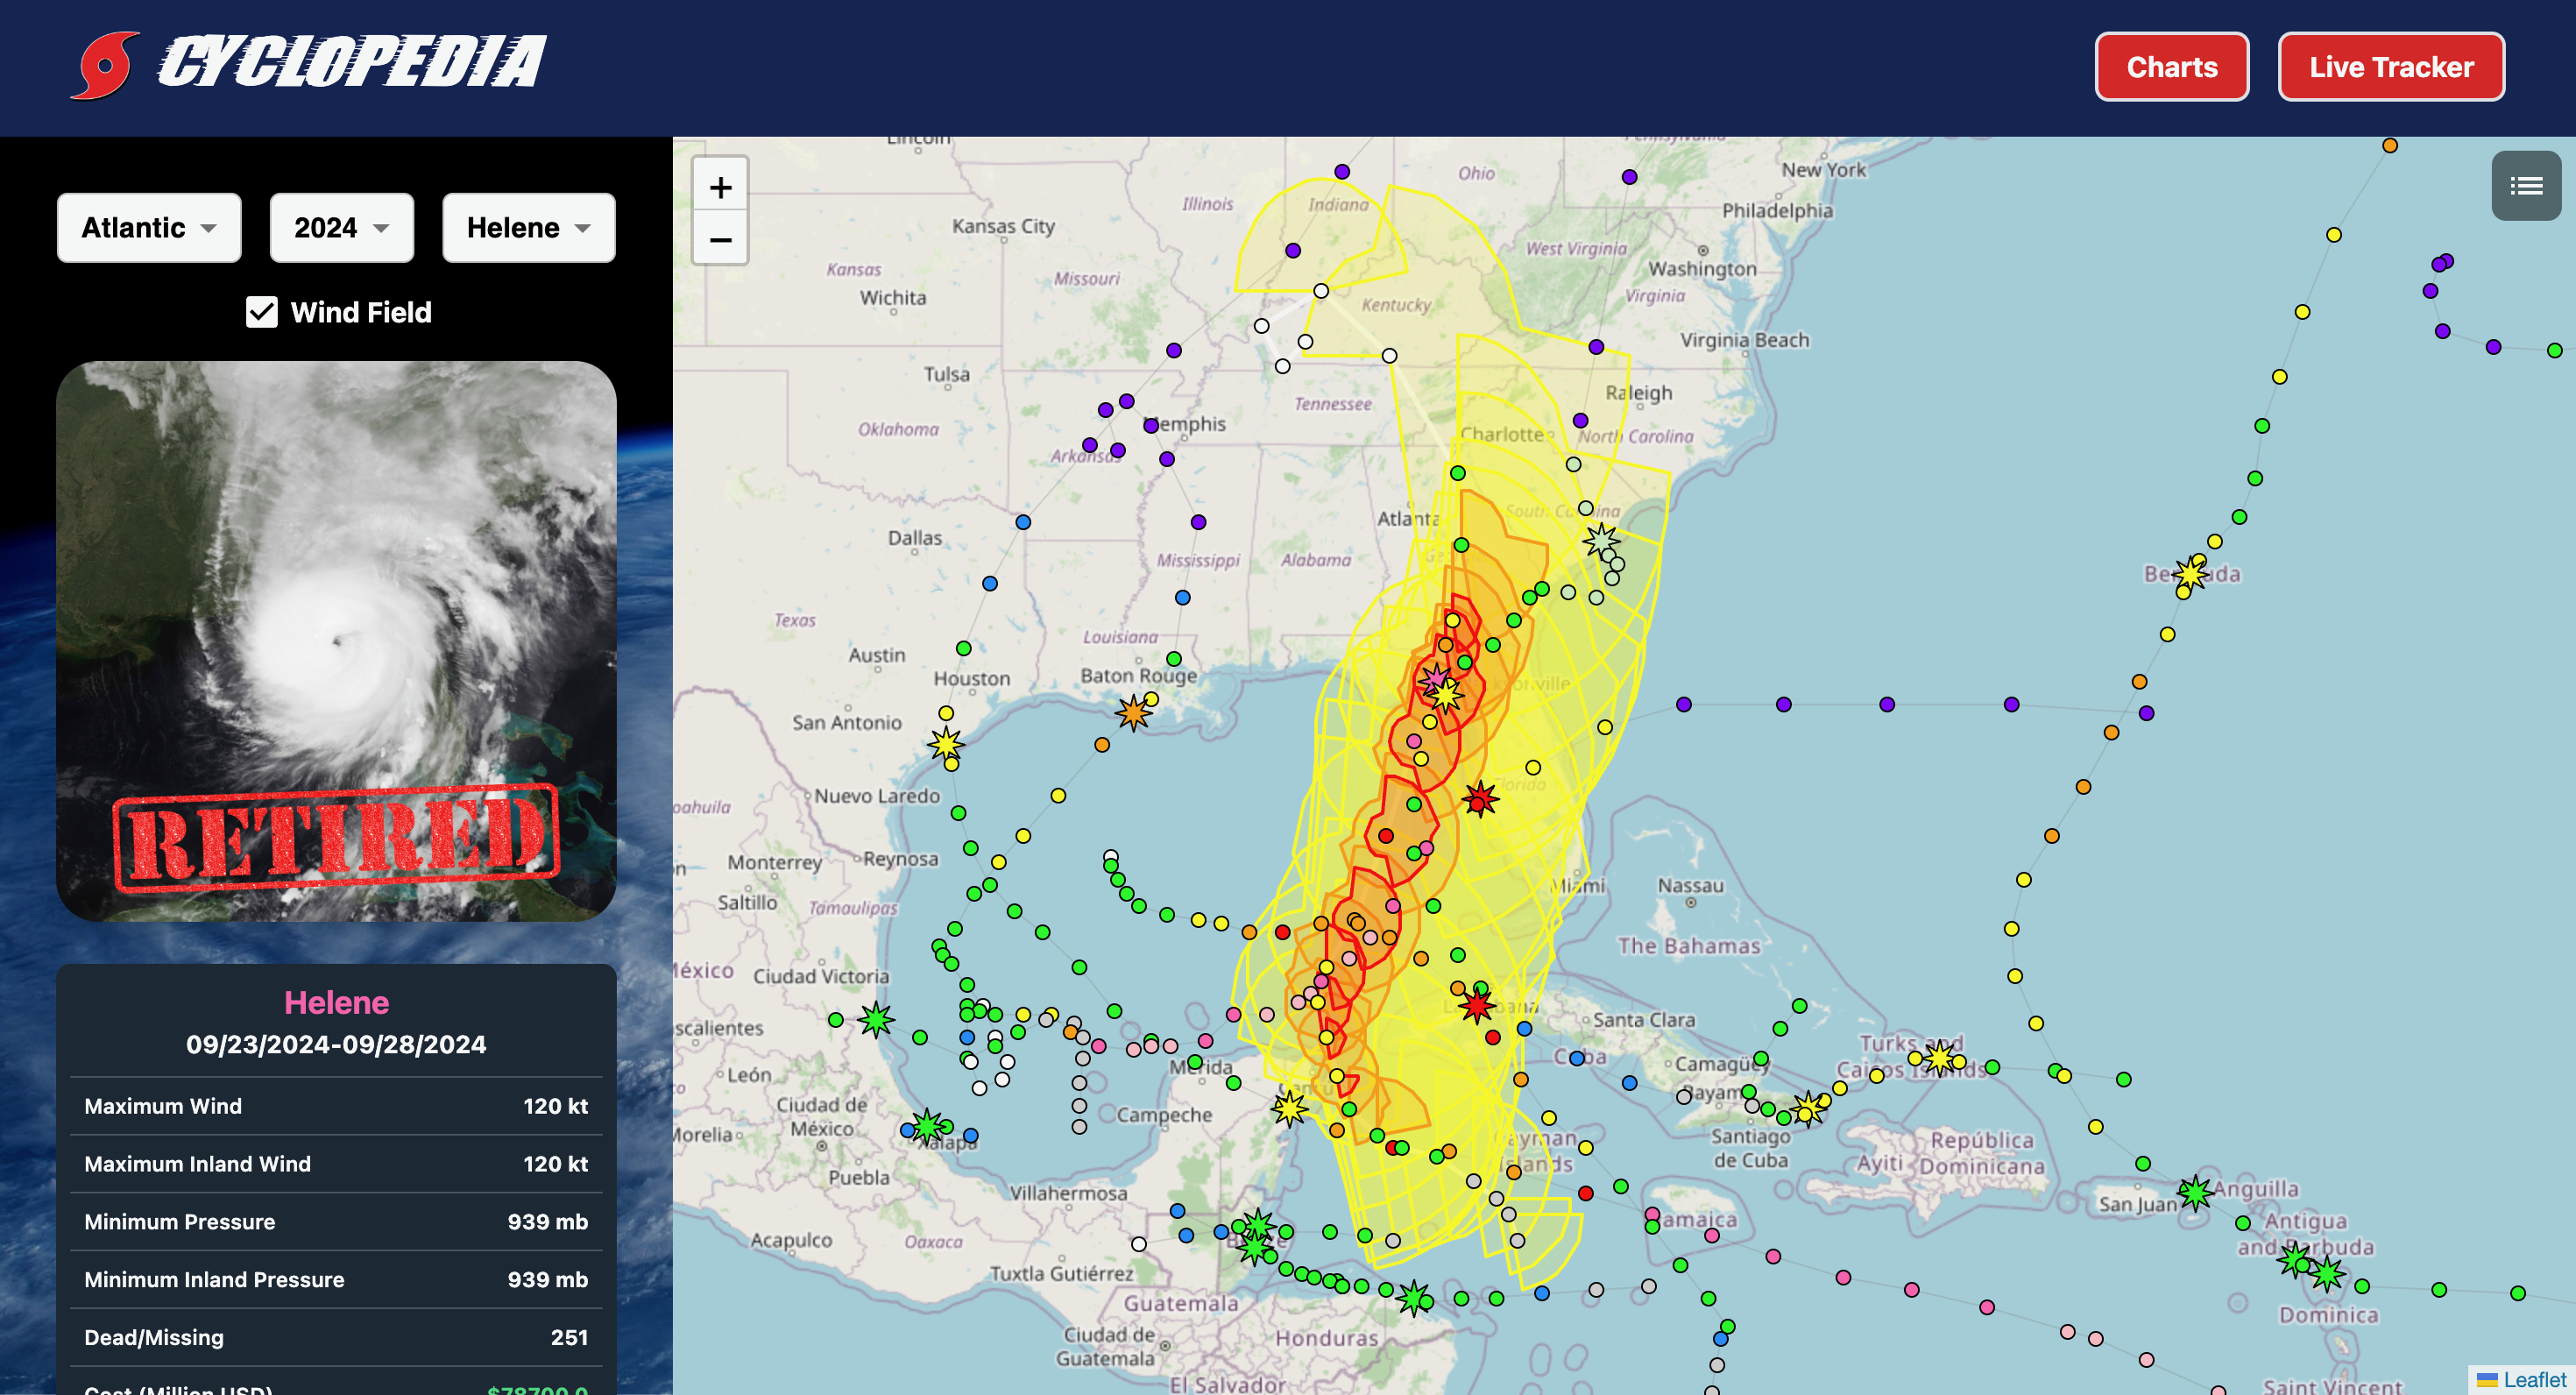 CYCLOPEDIA
Charts
Live Tracker
Atlantic
2024
Helene
Wind Field
RETIRED
Helene
09/23/2024-09/28/2024
Maximum Wind 120 kt
Maximum Inland Wind 120 kt
Minimum Pressure 939 mb
Minimum Inland Pressure 939 mb
Dead/Missing 251
Cost (Million USD) $78700.0
+
−
Lincoln
Pennsylvania
New York
Ohio
Illinois
Indiana
Philadelphia
Kansas City
West Virginia
Washington
Kansas
Missouri
Wichita
Virginia
Kentucky
Virginia Beach
Tulsa
Raleigh
Tennessee
Oklahoma
Memphis
Charlotte
North Carolina
Arkansas
Atlanta
South Carolina
Dallas
Mississippi
Alabama
Bermuda
Texas
Louisiana
Austin
Houston
Baton Rouge
San Antonio
Florida
Nuevo Laredo
Monterrey
Reynosa
Miami
Nassau
Saltillo
Tamaulipas
The Bahamas
México
Ciudad Victoria
Santa Clara
Cuba
Turks and
Caicos Islands
León
Mérida
Camagüey
Ciudad de
México
Campeche
Santiago
de Cuba
Xalapa
Cayman
Islands
República
Dominicana
Ayiti
Puebla
Villahermosa
San Juan
Anguilla
Jamaica
Antigua
and Barbuda
Acapulco
Oaxaca
Belize
Tuxtla Gutiérrez
Guatemala
Dominica
Ciudad de
Guatemala
Honduras
El Salvador
Saint Vincent
Leaflet